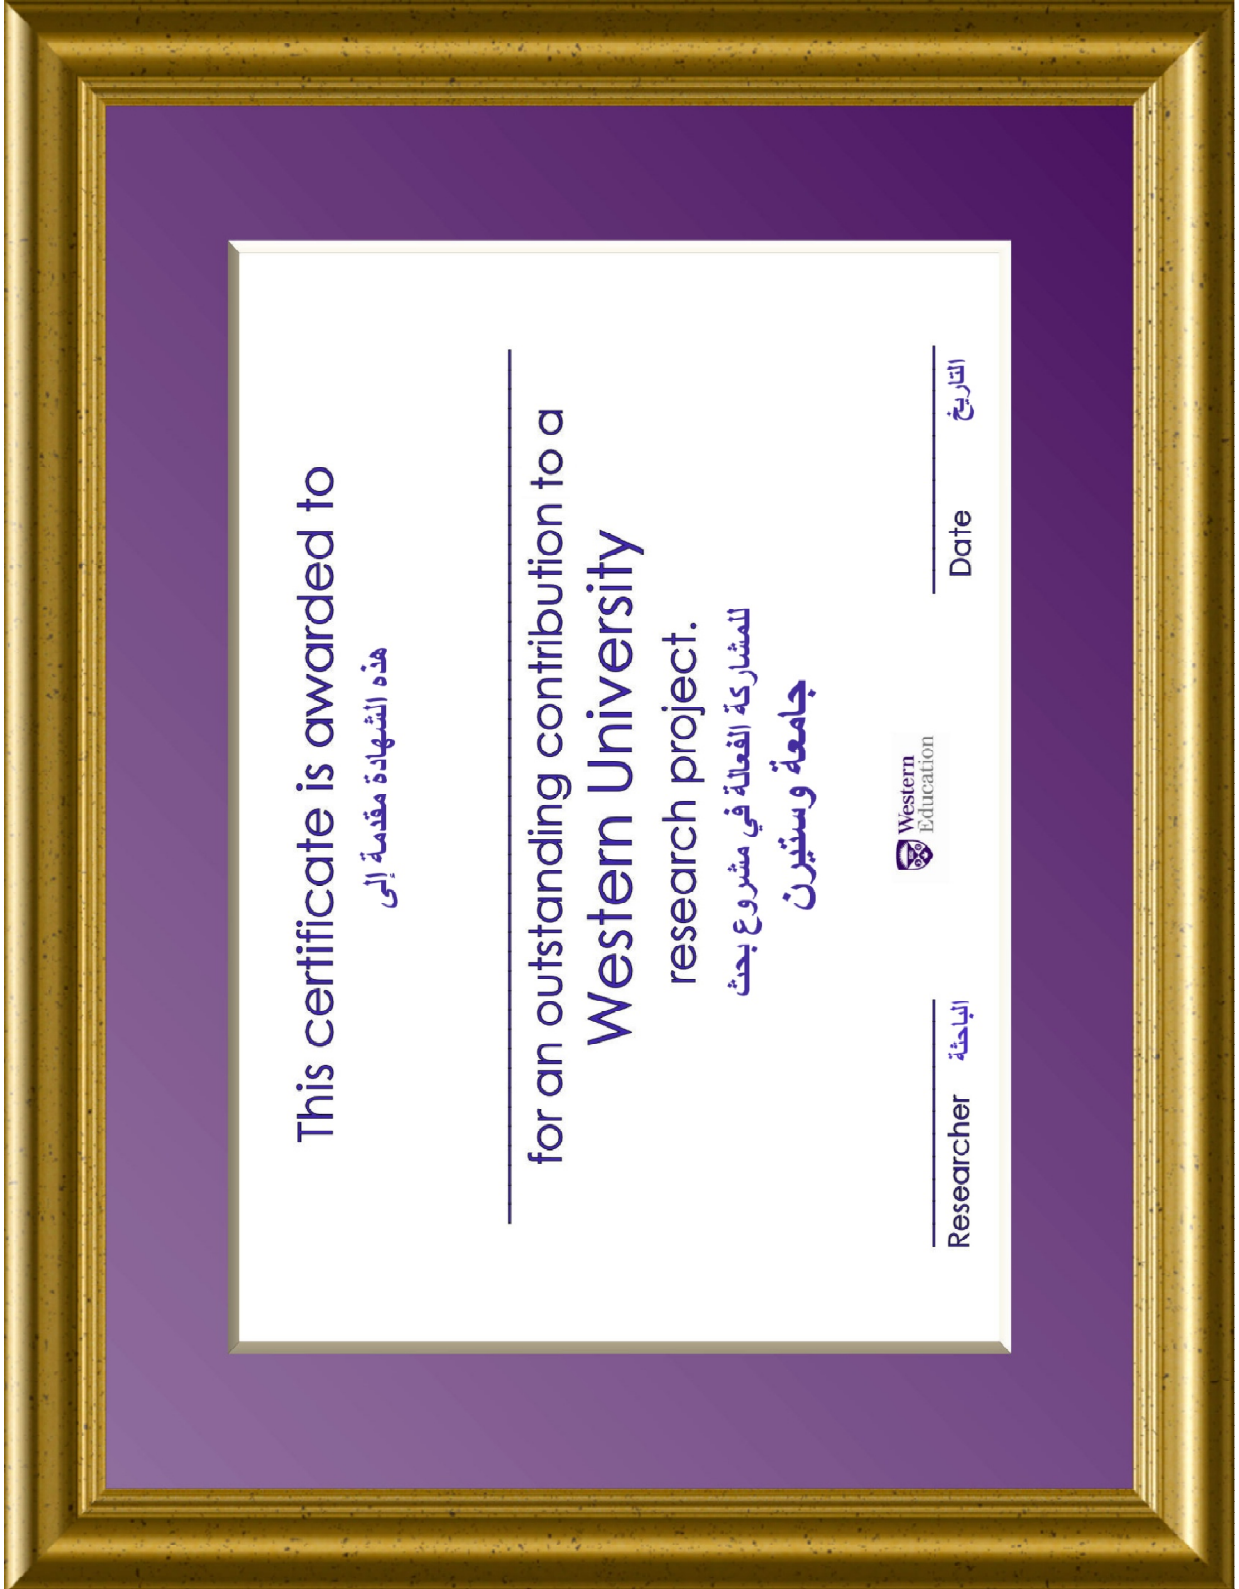 This certificate is awarded to
هذه الشهادة مقدمة إلى
for an outstanding contribution to a
Western University
research project.
للمشاركة الفعالة في مشروع بحث
جامعة وستيرن
Western
Education
Researcher الباحثة
Date التاريخ